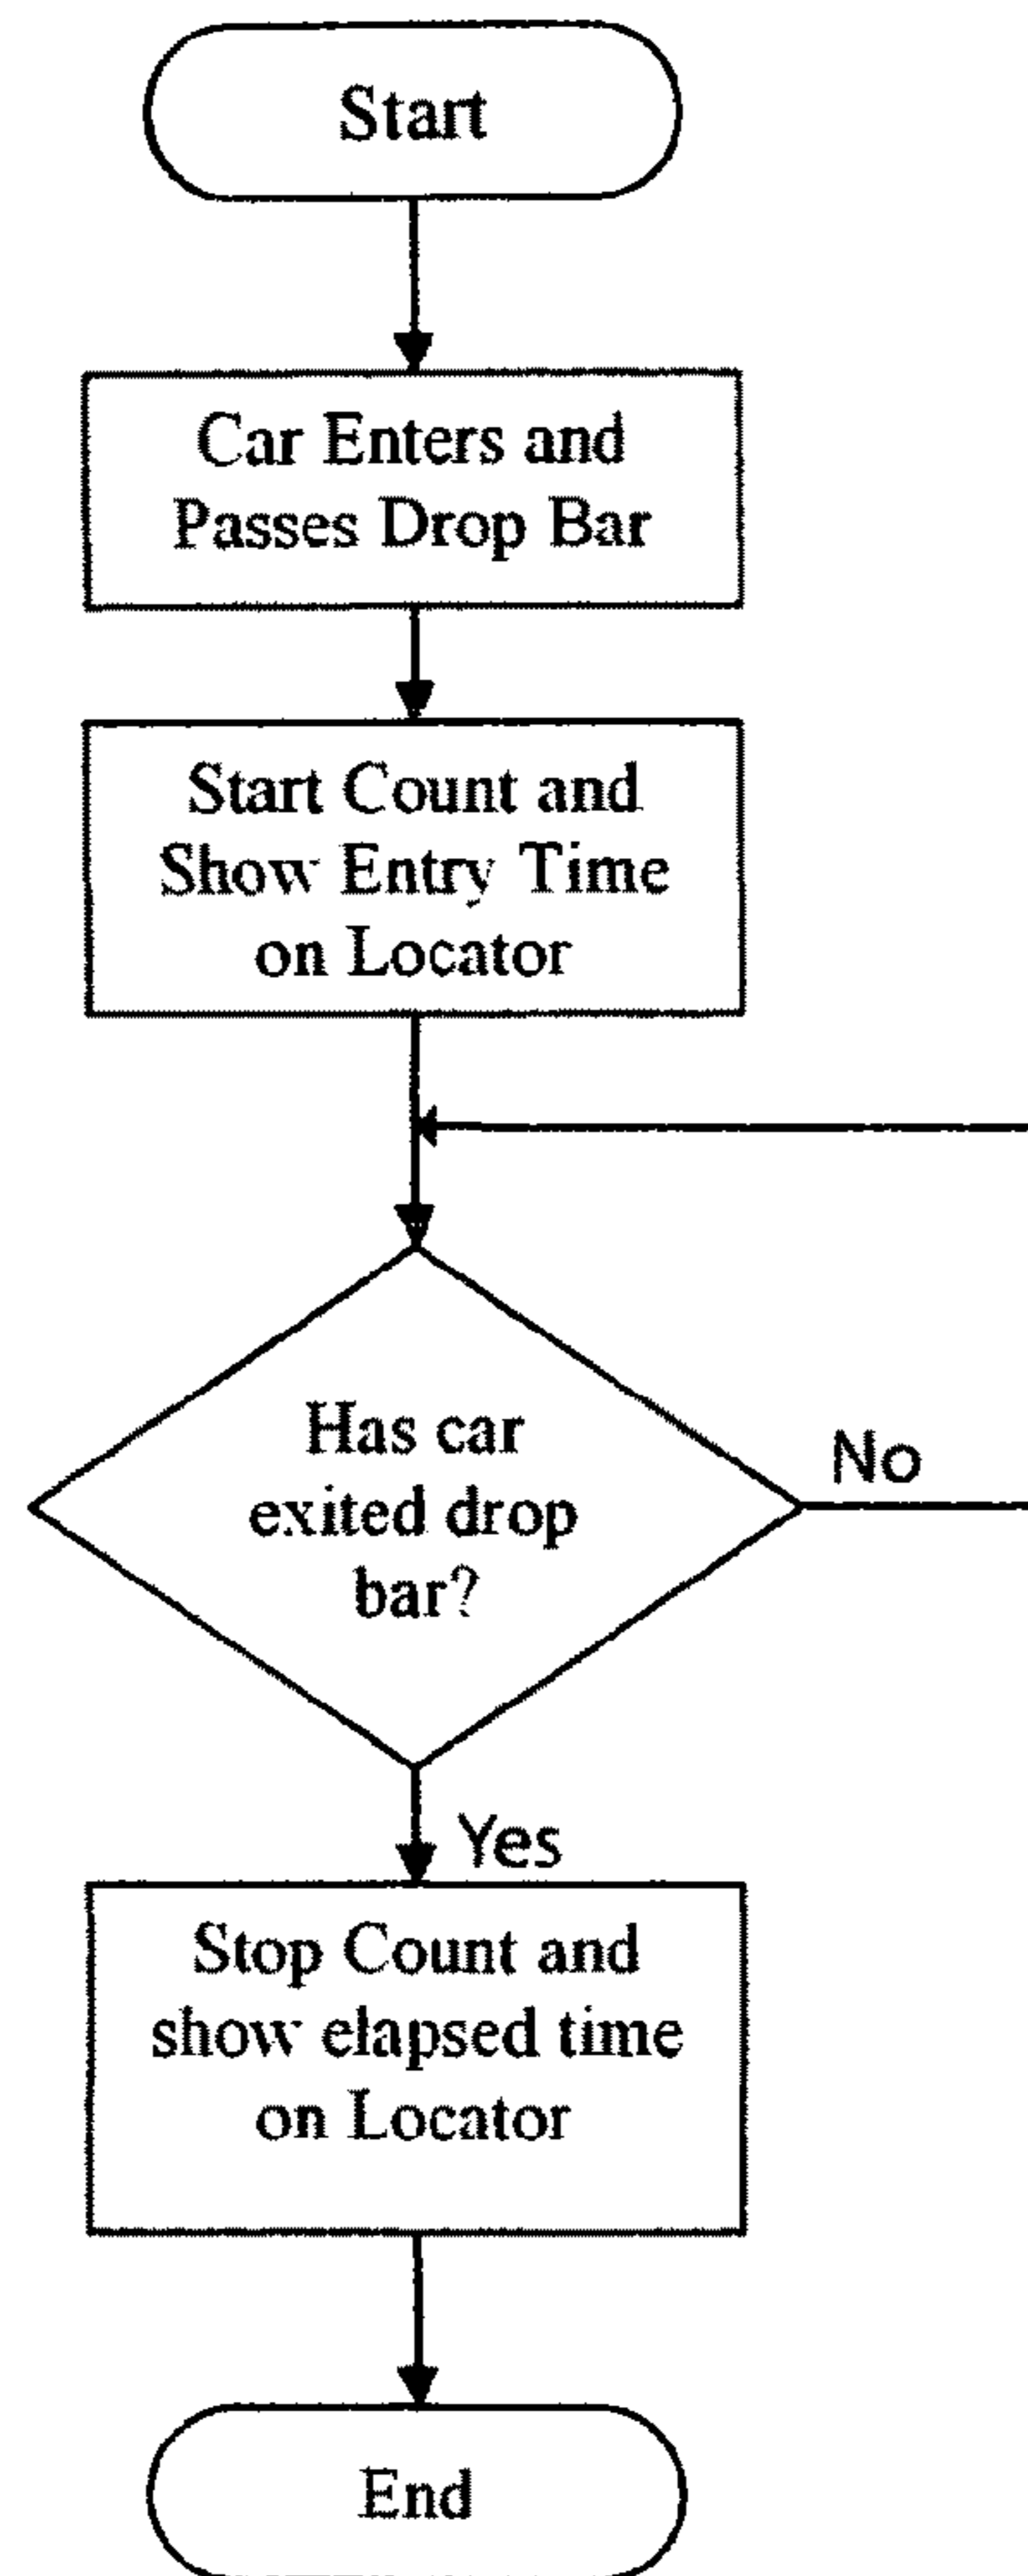 Start
Car Enters and
Passes Drop Bar
Start Count and
Show Entry Time
on Locator
Has car
exited drop
bar?
No
Yes
Stop Count and
show elapsed time
on Locator
End